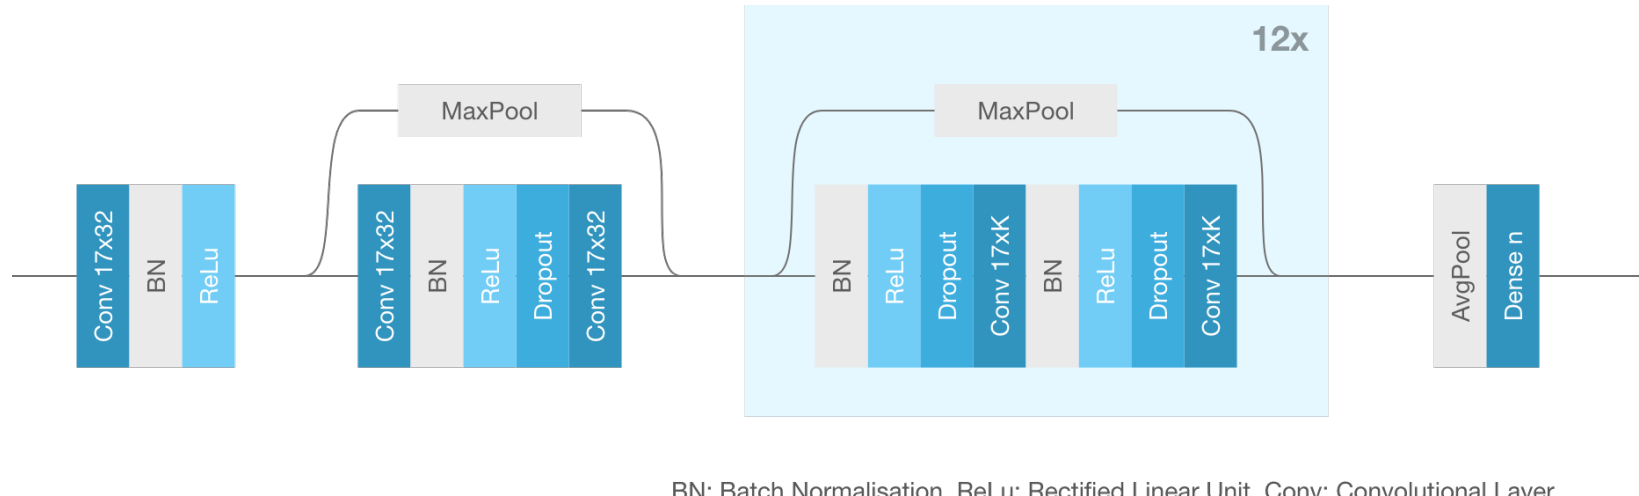 12x
MaxPool
MaxPool
Conv 17x32
BN
ReLu
Conv 17x32
BN
ReLu
Dropout
Conv 17x32
BN
ReLu
Dropout
Conv 17xK
BN
ReLu
Dropout
Conv 17xK
AvgPool
Dense n
BN: Batch Normalisation, ReLu: Rectified Linear Unit, Conv: Convolutional Layer